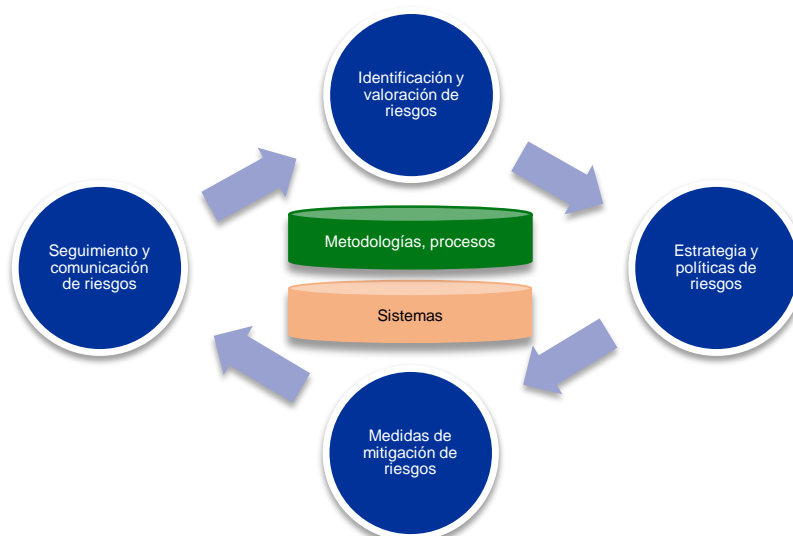 Identificación y
valoración de
riesgos
Metodologías, procesos
Seguimiento y
comunicación
de riesgos
Estrategia y
políticas de
riesgos
Sistemas
Medidas de
mitigación de
riesgos